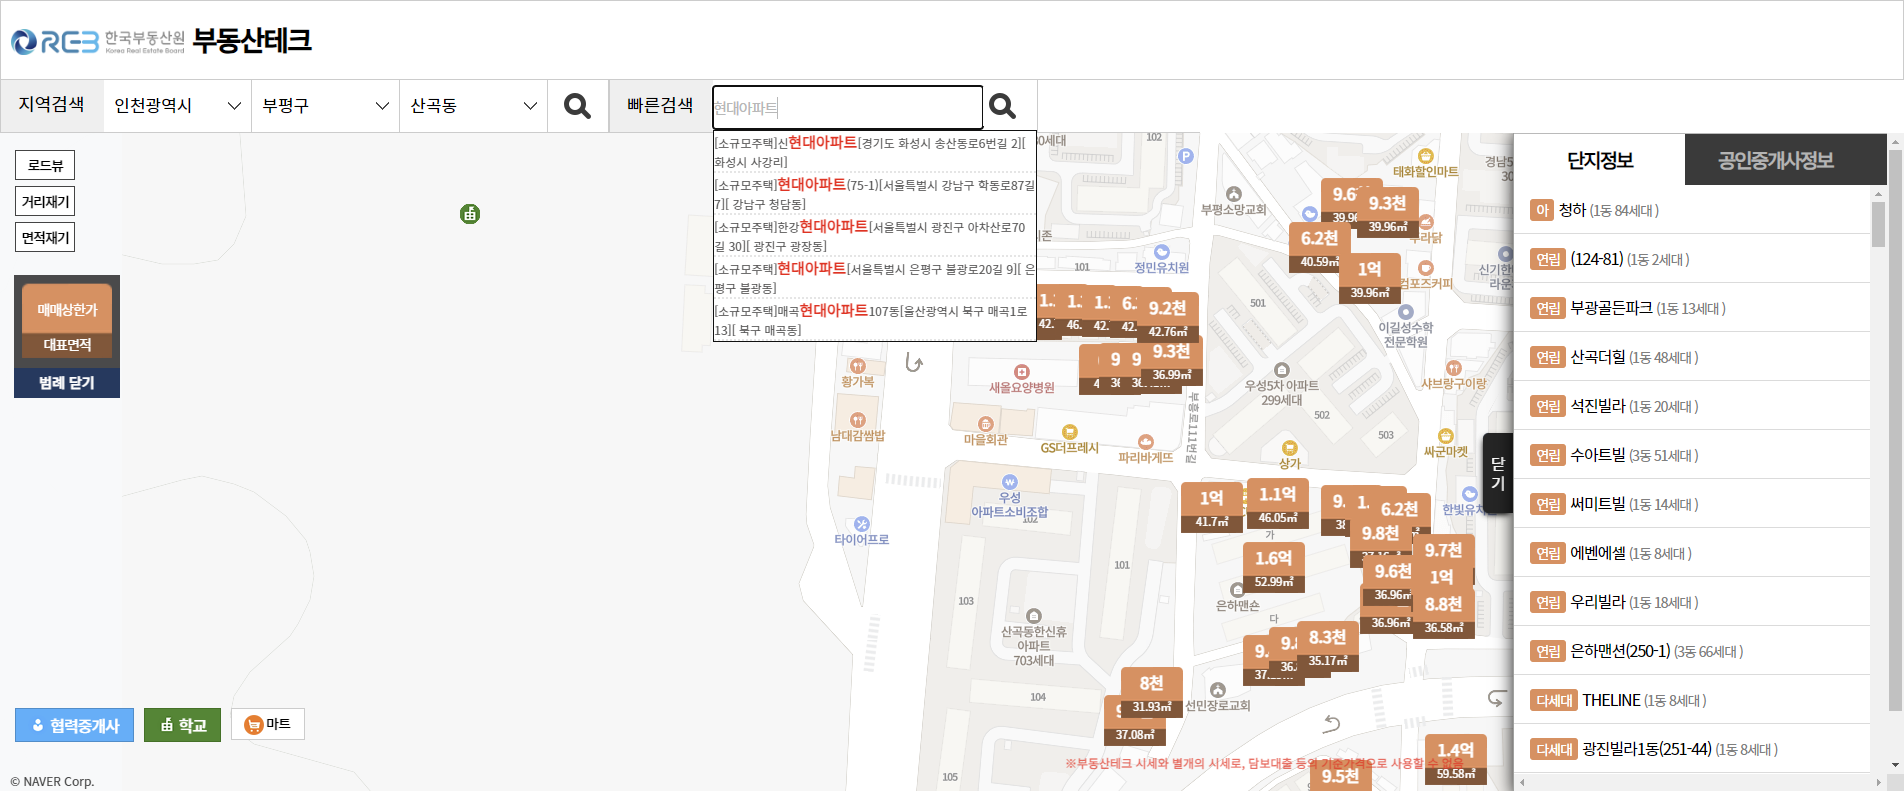 REB 한국부동산원 Korea Real Estate Board 부동산테크
지역검색 인천광역시 부평구 산곡동 빠른검색 현대아파트
[소규모주택]신현대아파트[경기도 화성시 송산동로6번길 2][
화성시 사강리]
[소규모주택]현대아파트(75-1)[서울특별시 강남구 학동로87길
7][ 강남구 청담동]
[소규모주택]한강현대아파트[서울특별시 광진구 아차산로70
길 30][ 광진구 광장동]
[소규모주택]현대아파트[서울특별시 은평구 불광로20길 9][ 은
평구 불광동]
[소규모주택]매곡현대아파트107동[울산광역시 북구 매곡1로
13][ 북구 매곡동]
로드뷰
거리재기
면적재기
매매상한가
대표면적
범례 닫기
102
P
태화할인마트
부평소망교회
정민유치원
101
501
9.3천
39.96㎡
6.2천
40.59㎡
1억
39.96㎡
컴포즈커피
이길성수학
전문학원
9.2천
42.76㎡
9.3천
36.99㎡
황가복
새울요양병원
우성5차 아파트
299세대
샤브랑구이랑
502
503
남대감쌈밥
마을회관
GS더프레시
파리바게뜨
부흥로111번길
상가
싸군마켓
우성
아파트소비조합
102
타이어프로
1억
41.7㎡
1.1억
46.05㎡
6.2천
9.8천
가
1.6억
52.99㎡
9.7천
1억
9.6천
36.96㎡
8.8천
36.58㎡
36.96㎡
101
103
은하맨숀
다
산곡동한신휴
아파트
703세대
8.3천
35.17㎡
104
8천
31.93㎡
37.08㎡
선민장로교회
1.4억
59.58㎡
9.5천
105
※부동산테크 시세와 별개의 시세로, 담보대출 등의 기준가격으로 사용할 수 없음
협력중개사 학교 마트
© NAVER Corp.
닫
기
단지정보 공인중개사정보
아 청하 (1동 84세대 )
연립 (124-81) (1동 2세대 )
연립 부광골든파크 (1동 13세대 )
연립 산곡더힐 (1동 48세대 )
연립 석진빌라 (1동 20세대 )
연립 수아트빌 (3동 51세대 )
연립 써미트빌 (1동 14세대 )
연립 에벤에셀 (1동 8세대 )
연립 우리빌라 (1동 18세대 )
연립 은하맨션(250-1) (3동 66세대 )
다세대 THELINE (1동 8세대 )
다세대 광진빌라1동(251-44) (1동 8세대 )